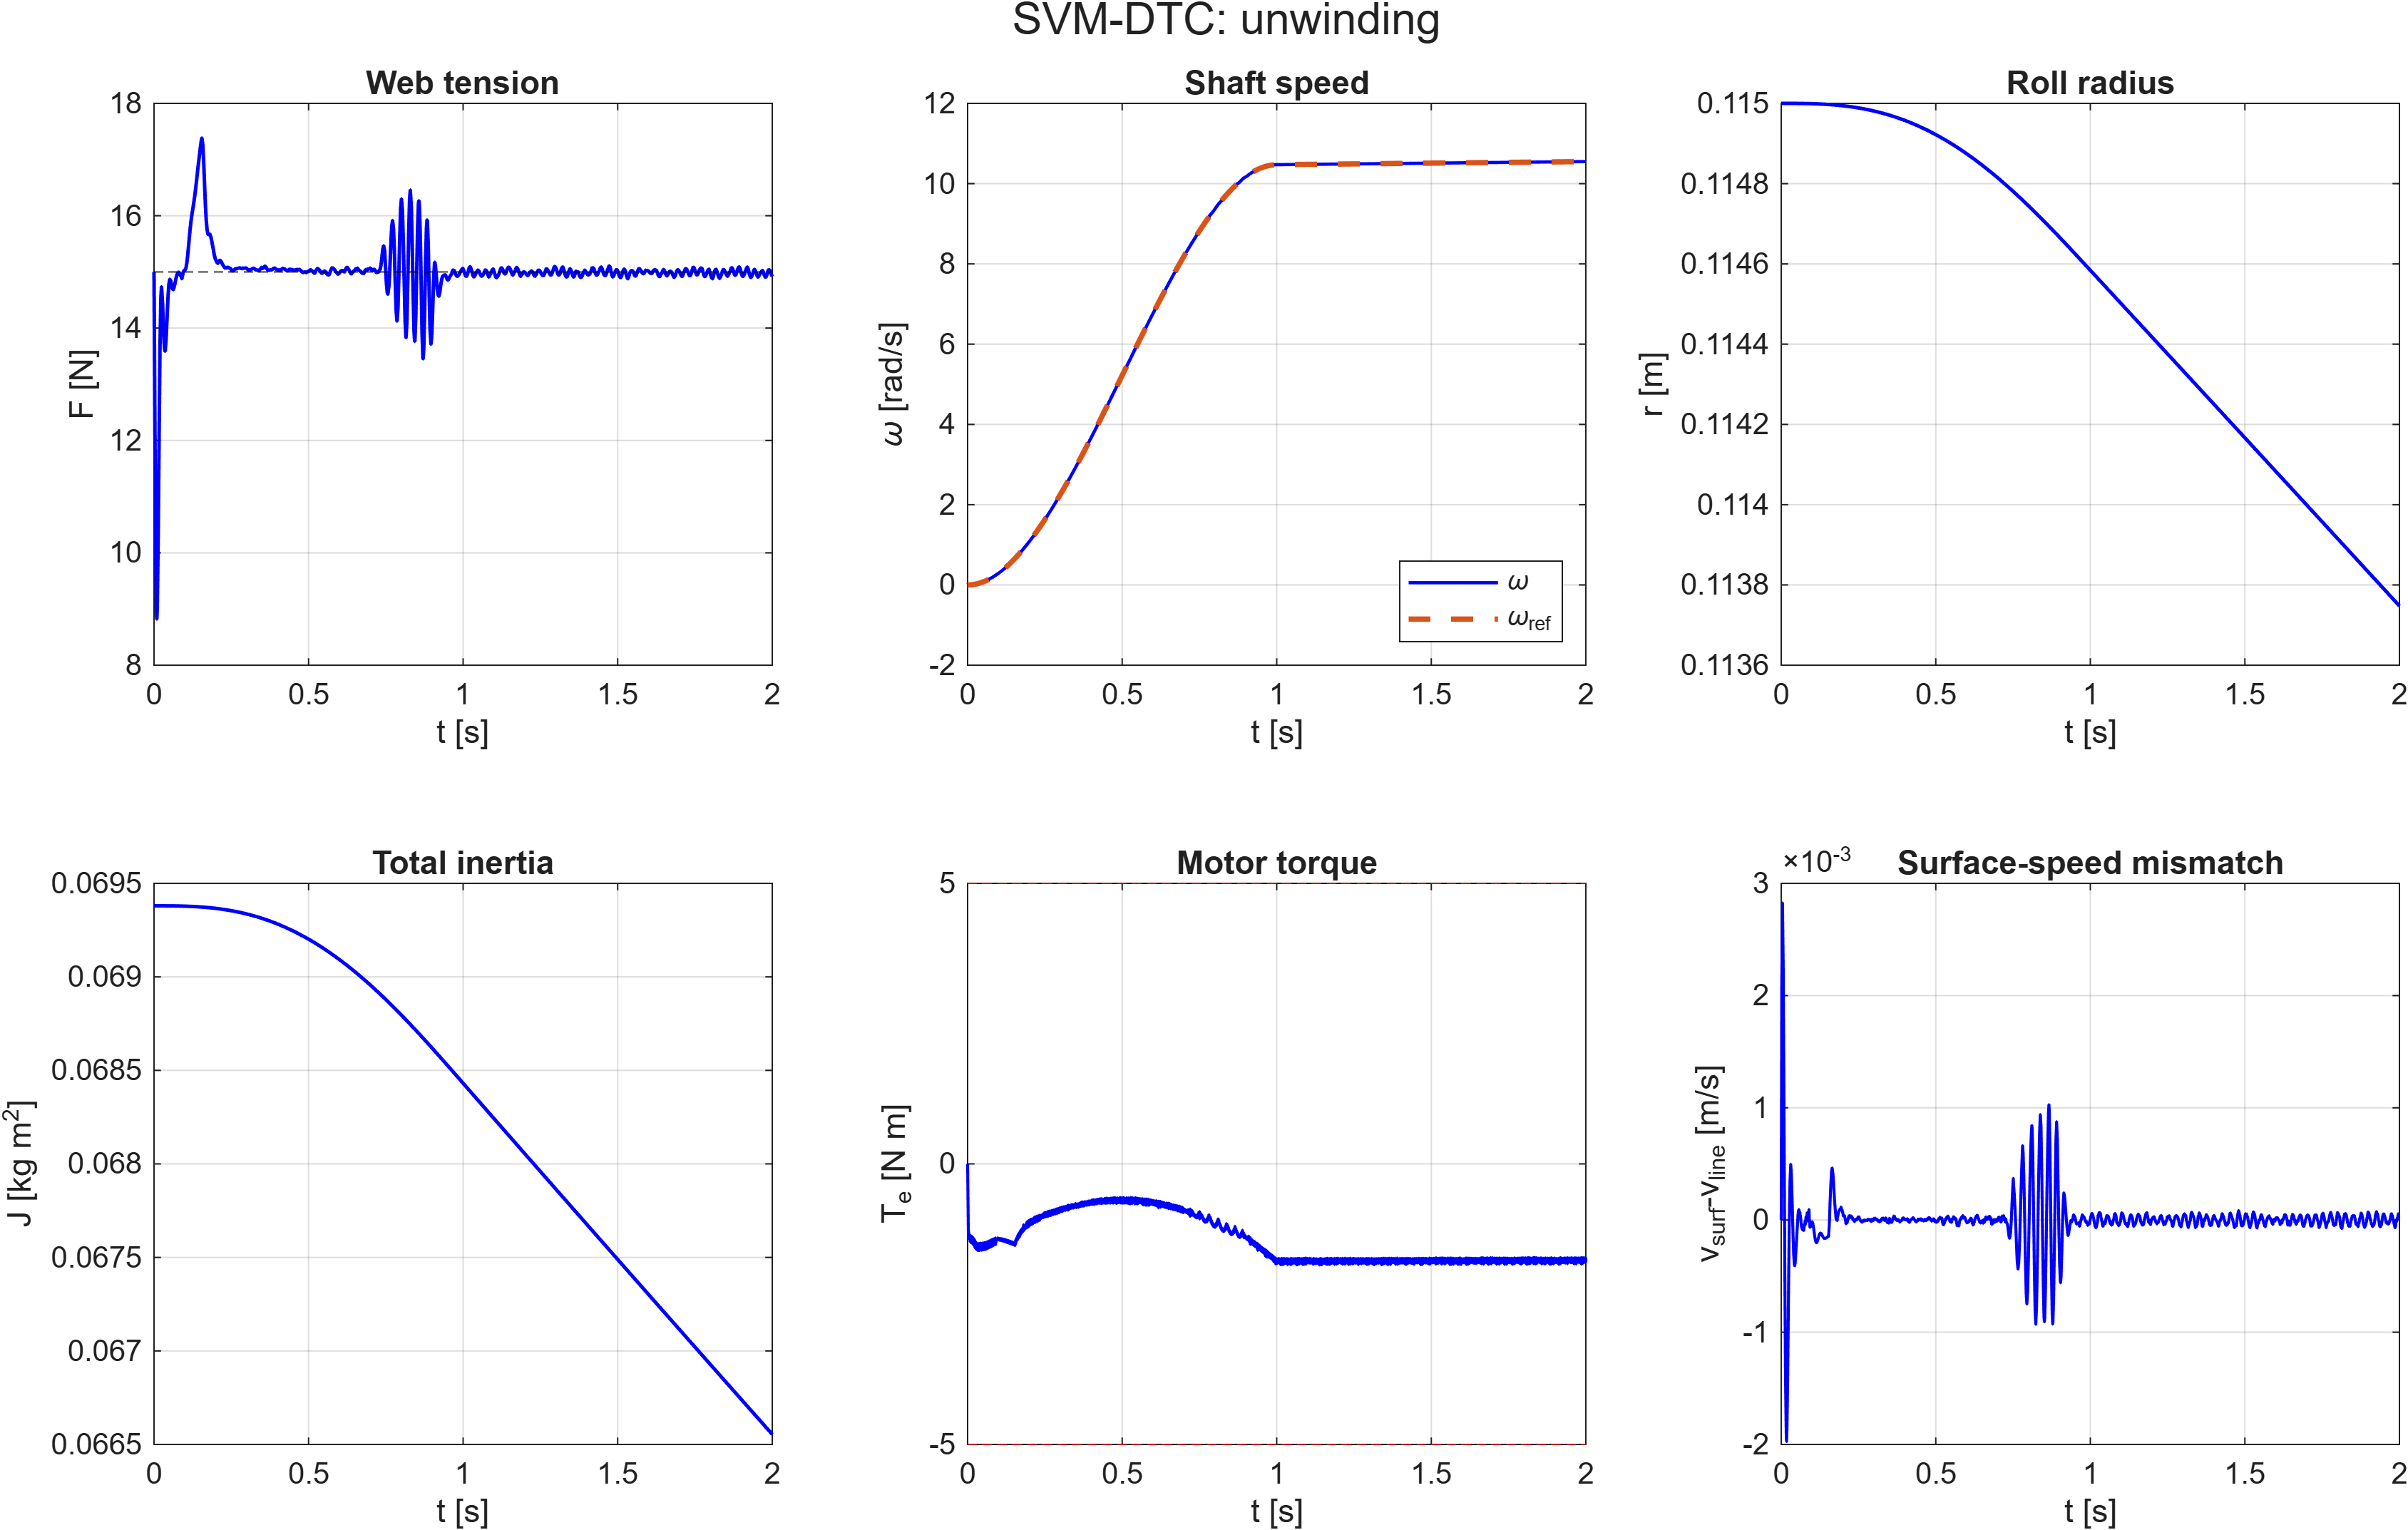 SVM-DTC: unwinding
Web tension
18
16
14
12
10
8
F [N]
0 0.5 1 1.5 2
t [s]
Shaft speed
12
10
8
6
4
2
0
-2
ω [rad/s]
ω
ω_ref
0 0.5 1 1.5 2
t [s]
Roll radius
0.115
0.1148
0.1146
0.1144
0.1142
0.114
0.1138
0.1136
r [m]
0 0.5 1 1.5 2
t [s]
Total inertia
0.0695
0.069
0.0685
0.068
0.0675
0.067
0.0665
J [kg m²]
0 0.5 1 1.5 2
t [s]
Motor torque
5
0
-5
T_e [N m]
0 0.5 1 1.5 2
t [s]
×10⁻³
Surface-speed mismatch
3
2
1
0
-1
-2
v_surf-v_line [m/s]
0 0.5 1 1.5 2
t [s]